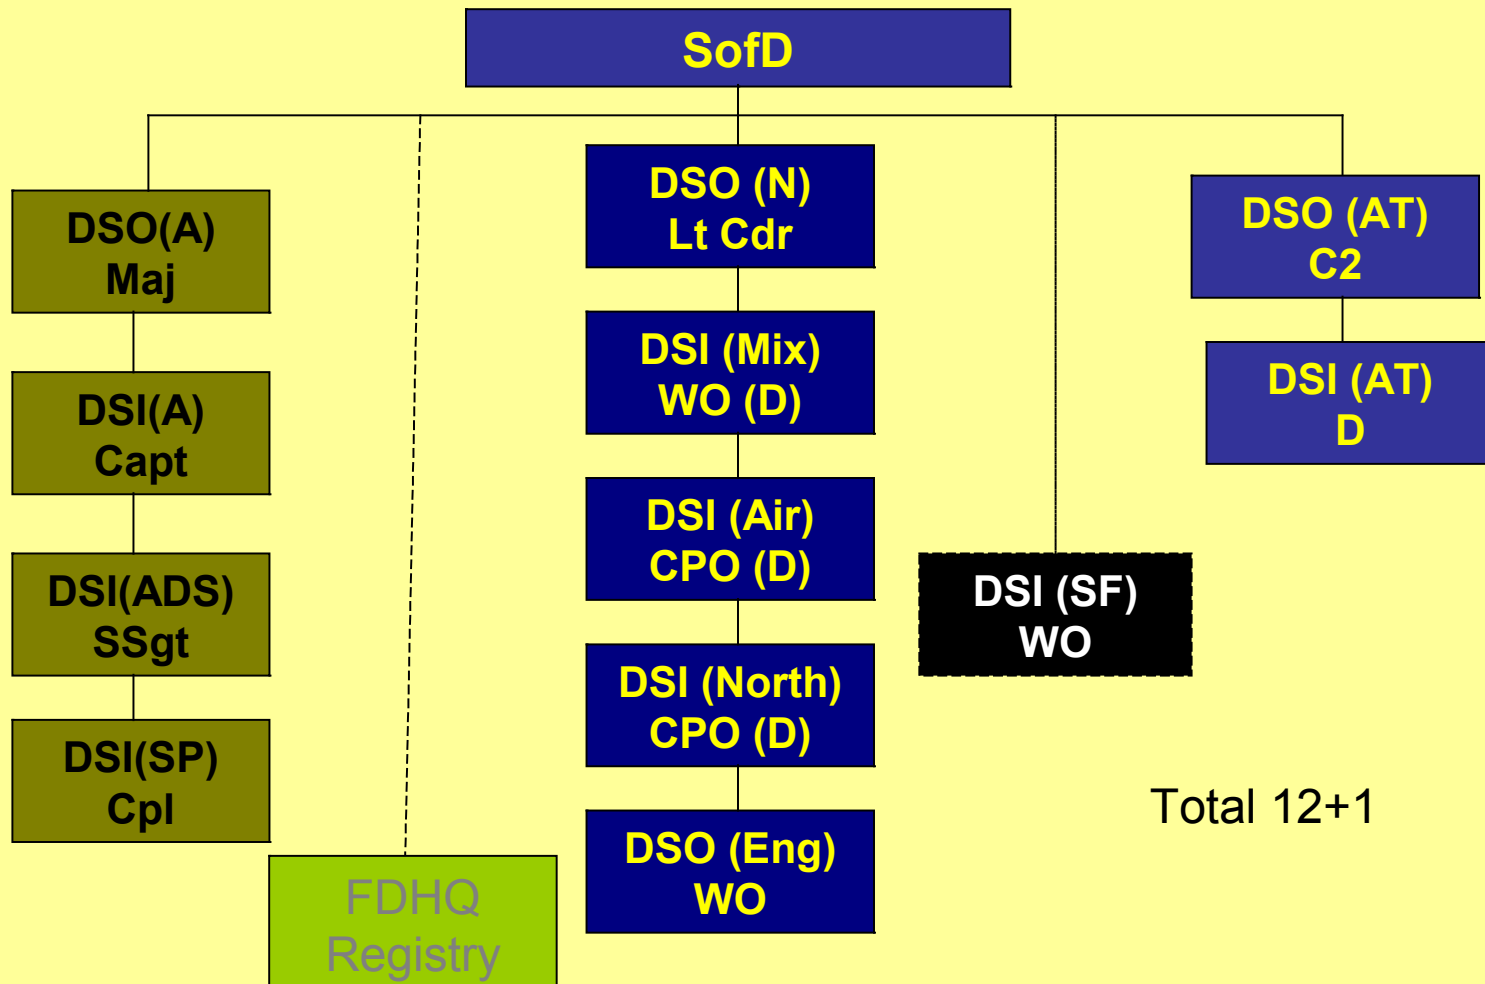 SofD
DSO(A)
Maj
DSI(A)
Capt
DSI(ADS)
SSgt
DSI(SP)
Cpl
FDHQ
Registry
DSO (N)
Lt Cdr
DSI (Mix)
WO (D)
DSI (Air)
CPO (D)
DSI (North)
CPO (D)
DSO (Eng)
WO
DSI (SF)
WO
DSO (AT)
C2
DSI (AT)
D
Total 12+1